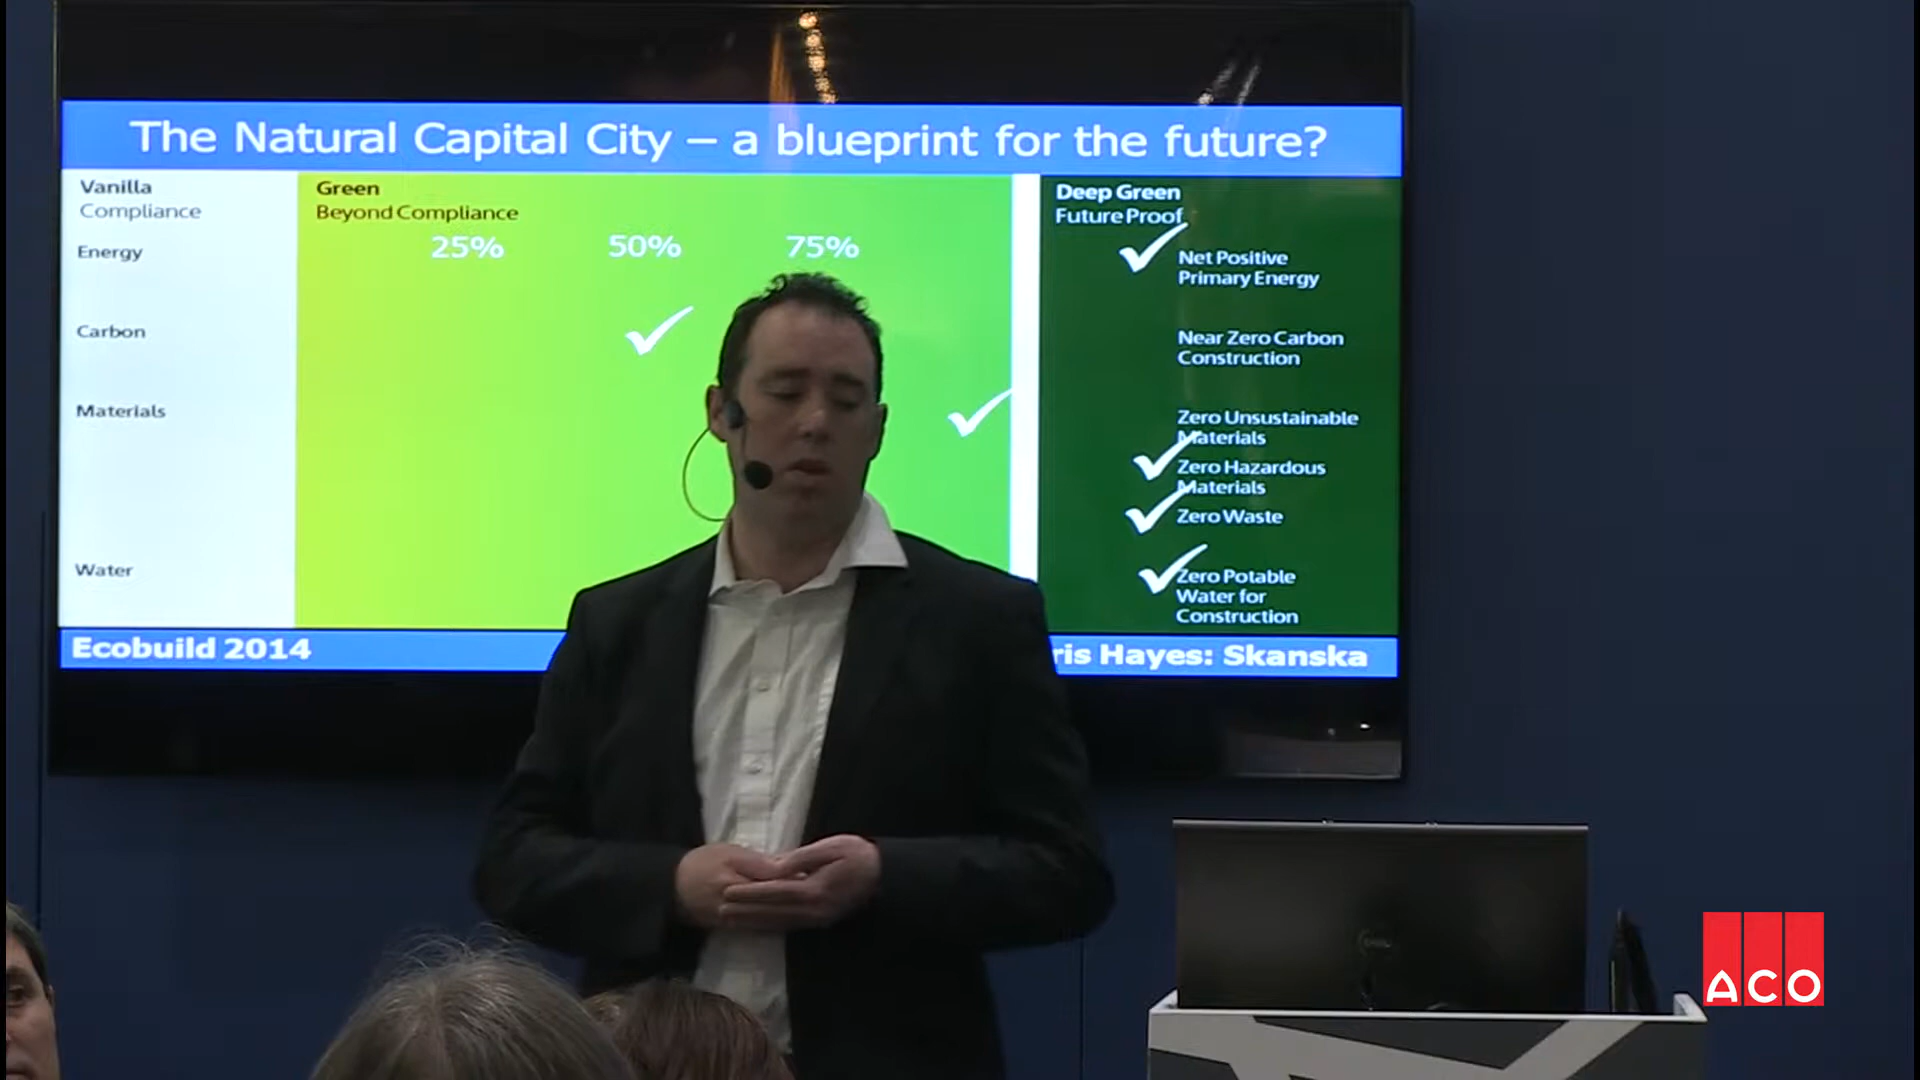 The Natural Capital City – a blueprint for the future?
Vanilla
Compliance
Energy
Carbon
Materials
Water
Green
Beyond Compliance
25% 50% 75%
Deep Green
Future Proof
Net Positive
Primary Energy
Near Zero Carbon
Construction
Zero Unsustainable
Materials
Zero Hazardous
Materials
Zero Waste
Zero Potable
Water for
Construction
Ecobuild 2014
ris Hayes: Skanska
ACO